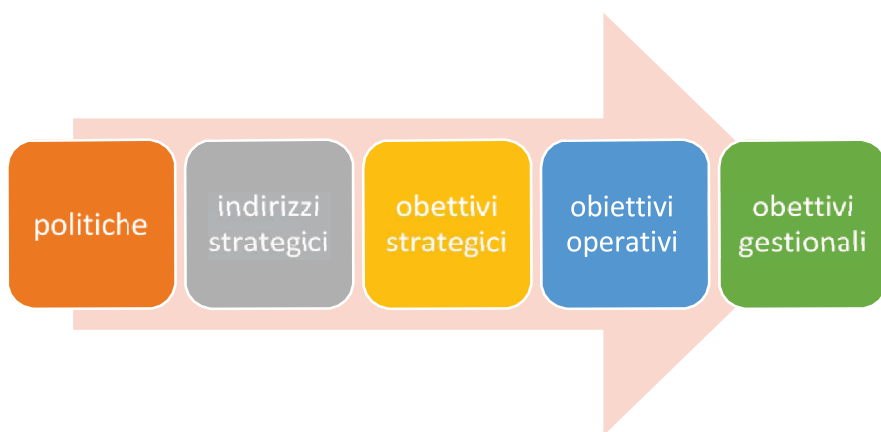 politiche
indirizzi
strategici
obettivi
strategici
obiettivi
operativi
obettivi
gestionali